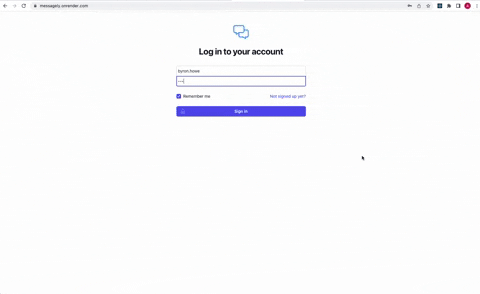 messagely.onrender.com
Log in to your account
byron.howe
Remember me
Not signed up yet?
Sign in